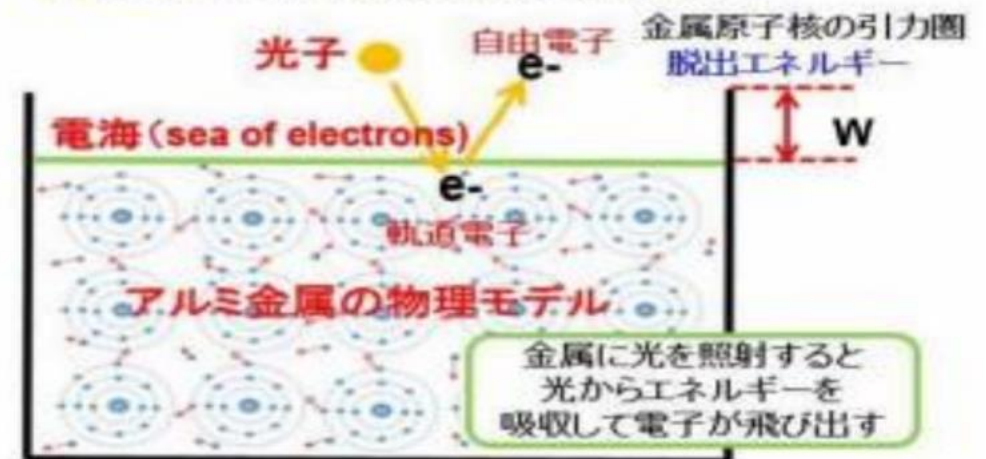 金属原子核の引力圏
光子
自由電子
e-
脱出エネルギー
電海(sea of electrons)
W
e-
軌道電子
アルミ金属の物理モデル
金属に光を照射すると
光からエネルギーを
吸収して電子が飛び出す